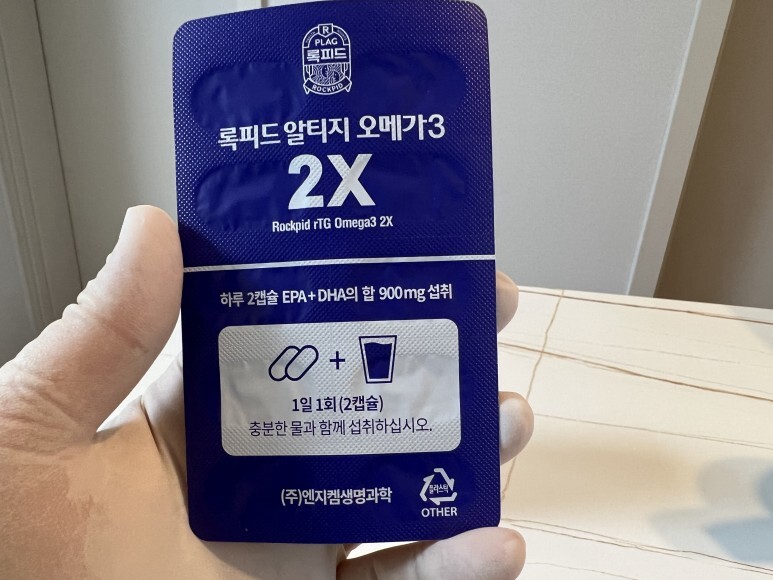 R
PLAG
록피드
ROCKPID
록피드 알티지 오메가3
2X
Rockpid rTG Omega3 2X
하루 2캡슐 EPA+DHA의 합 900mg 섭취
+
1일 1회(2캡슐)
충분한 물과 함께 섭취하십시오.
(주)엔지켐생명과학
플라스틱
OTHER